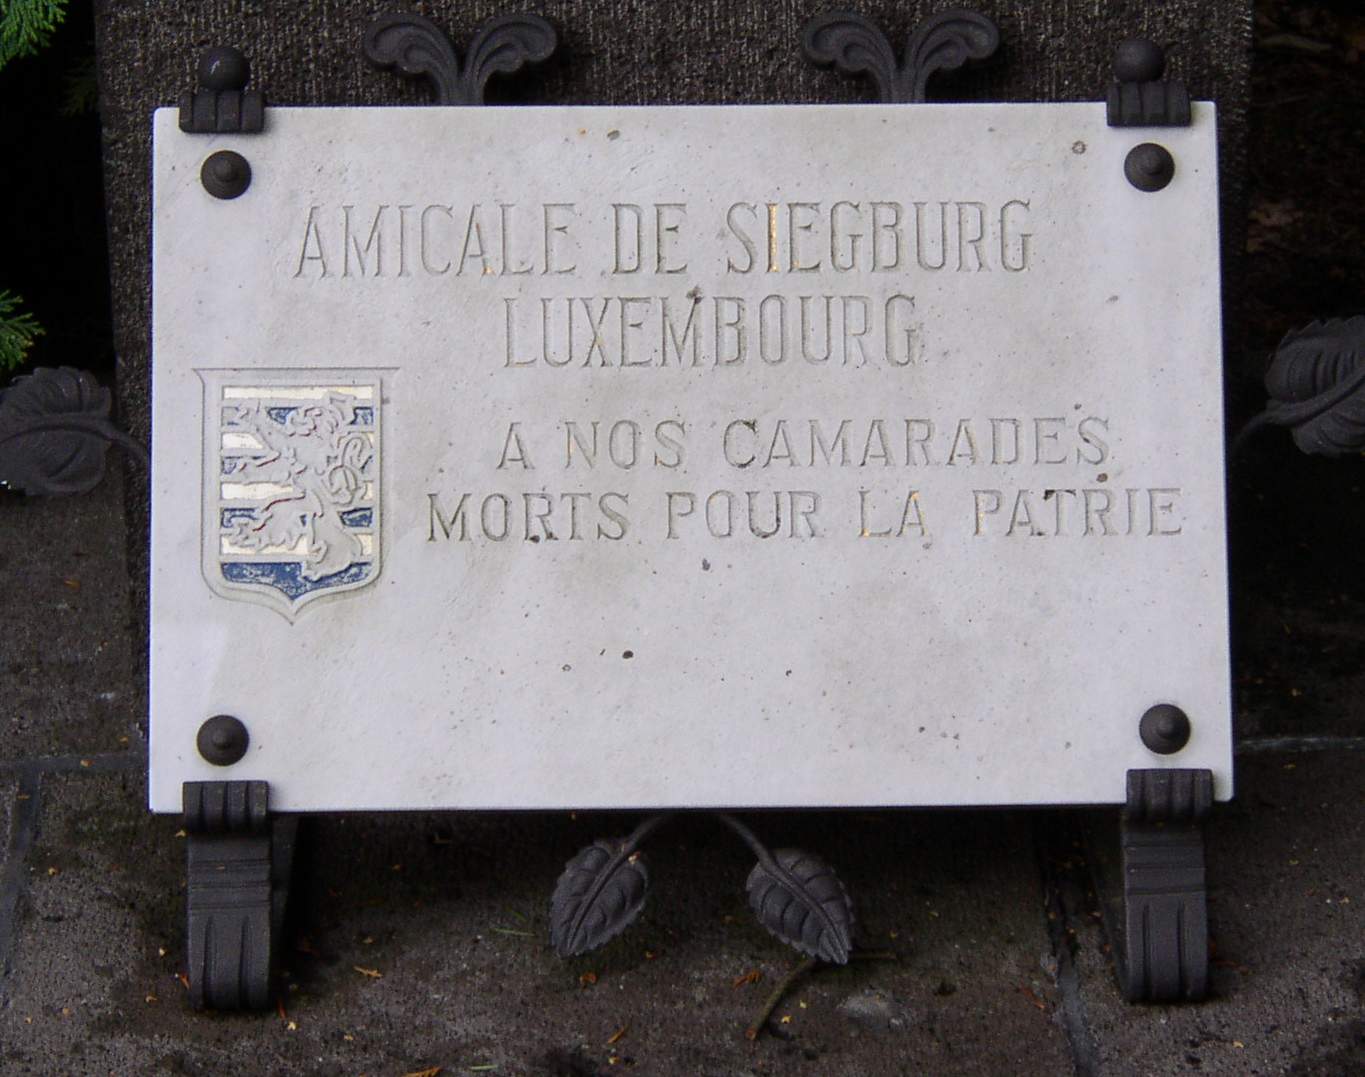 AMICALE DE SIEGBURG
LUXEMBOURG
A NOS CAMARADES
MORTS POUR LA PATRIE